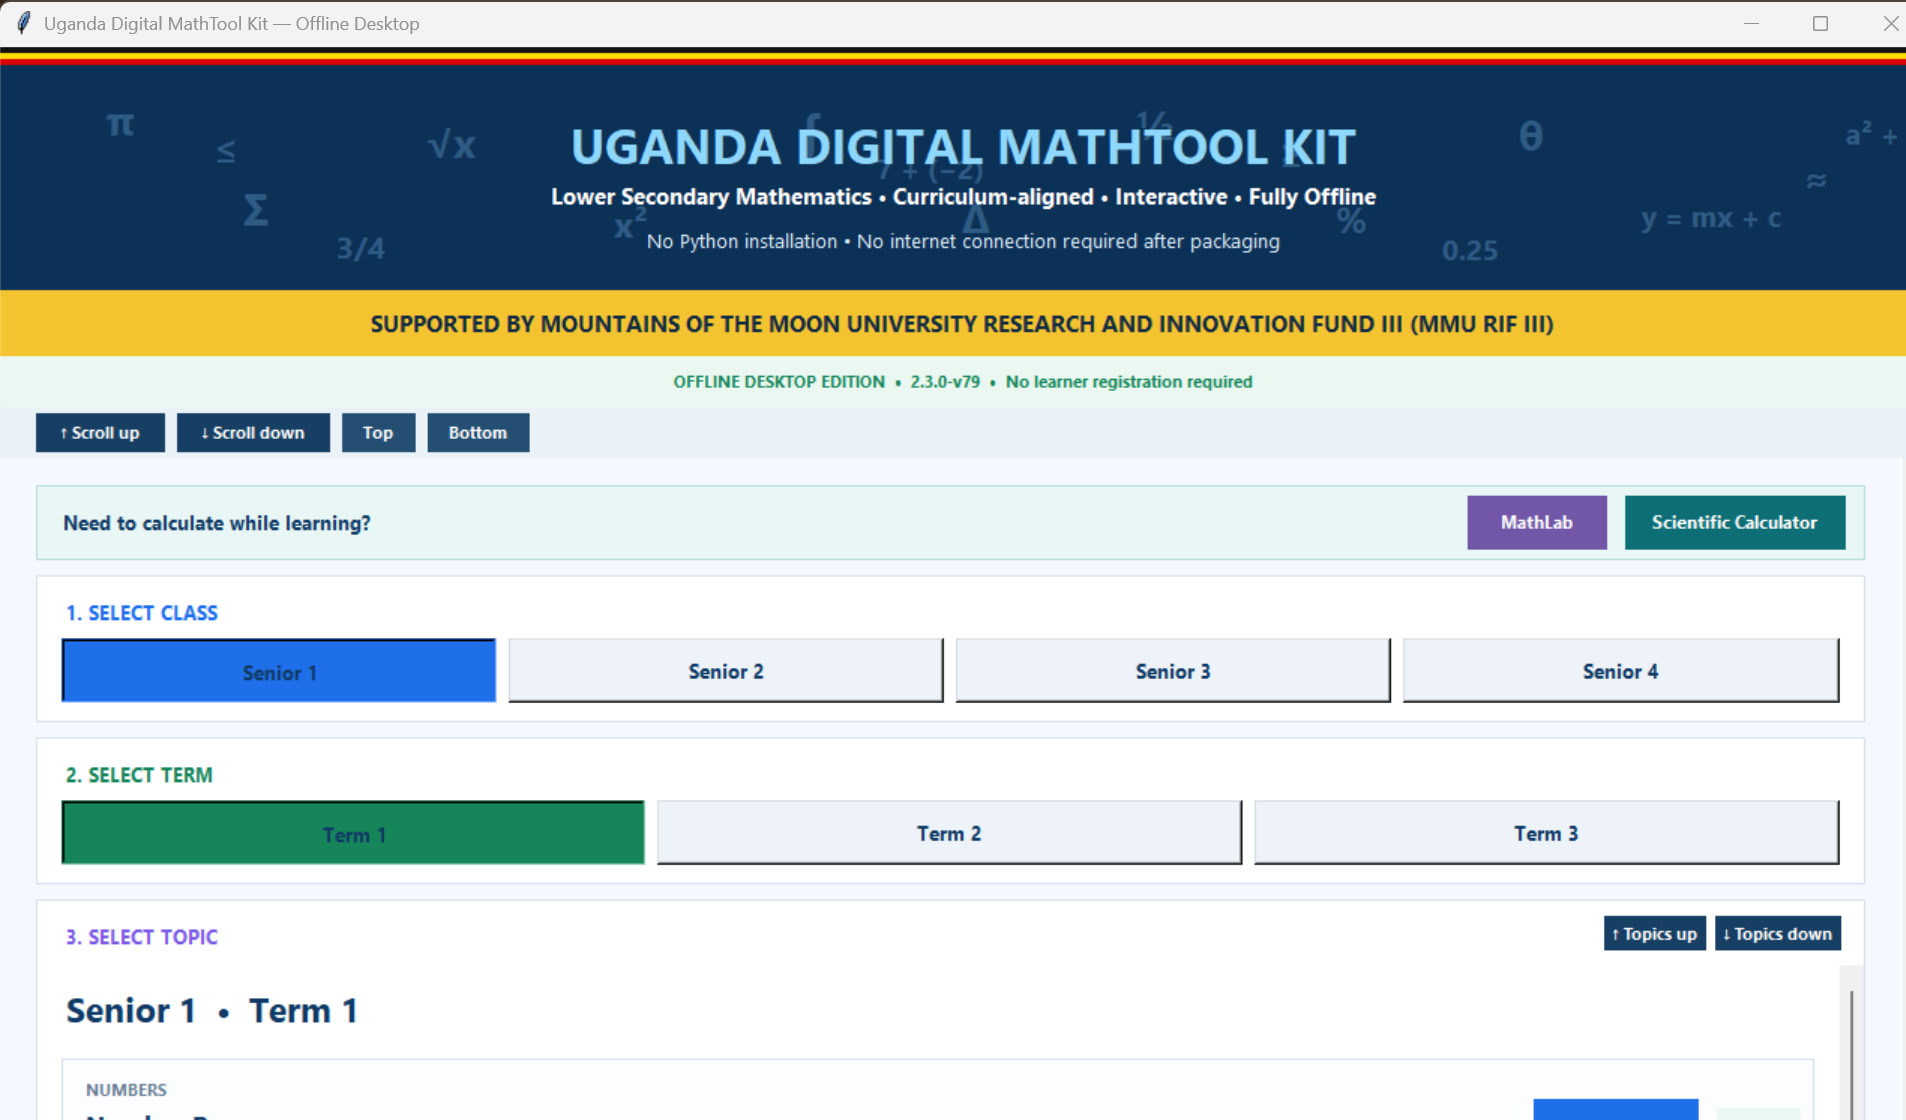 Uganda Digital MathTool Kit — Offline Desktop
π
≤
√x
Σ
3/4
x²
∫
7 + (−2)
Δ
½
%
θ
0.25
y = mx + c
≈
a² +
UGANDA DIGITAL MATHTOOL KIT
Lower Secondary Mathematics • Curriculum-aligned • Interactive • Fully Offline
No Python installation • No internet connection required after packaging
SUPPORTED BY MOUNTAINS OF THE MOON UNIVERSITY RESEARCH AND INNOVATION FUND III (MMU RIF III)
OFFLINE DESKTOP EDITION • 2.3.0-v79 • No learner registration required
↑ Scroll up ↓ Scroll down Top Bottom
Need to calculate while learning? MathLab Scientific Calculator
1. SELECT CLASS
Senior 1 Senior 2 Senior 3 Senior 4
2. SELECT TERM
Term 1 Term 2 Term 3
3. SELECT TOPIC ↑ Topics up ↓ Topics down
Senior 1 • Term 1
NUMBERS